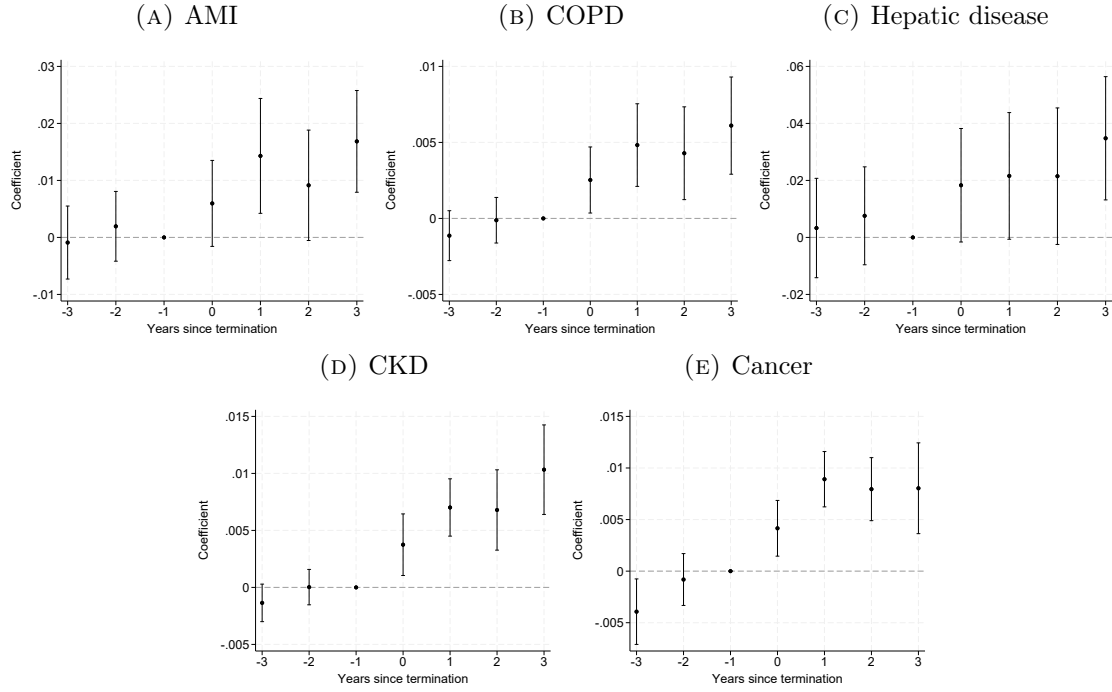 (A) AMI
.03
.02
.01
0
-.01
Coefficient
-3 -2 -1 0 1 2 3
Years since termination
(B) COPD
.01
.005
0
-.005
Coefficient
-3 -2 -1 0 1 2 3
Years since termination
(C) Hepatic disease
.06
.04
.02
0
-.02
Coefficient
-3 -2 -1 0 1 2 3
Years since termination
(D) CKD
.015
.01
.005
0
-.005
Coefficient
-3 -2 -1 0 1 2 3
Years since termination
(E) Cancer
.015
.01
.005
0
-.005
Coefficient
-3 -2 -1 0 1 2 3
Years since termination